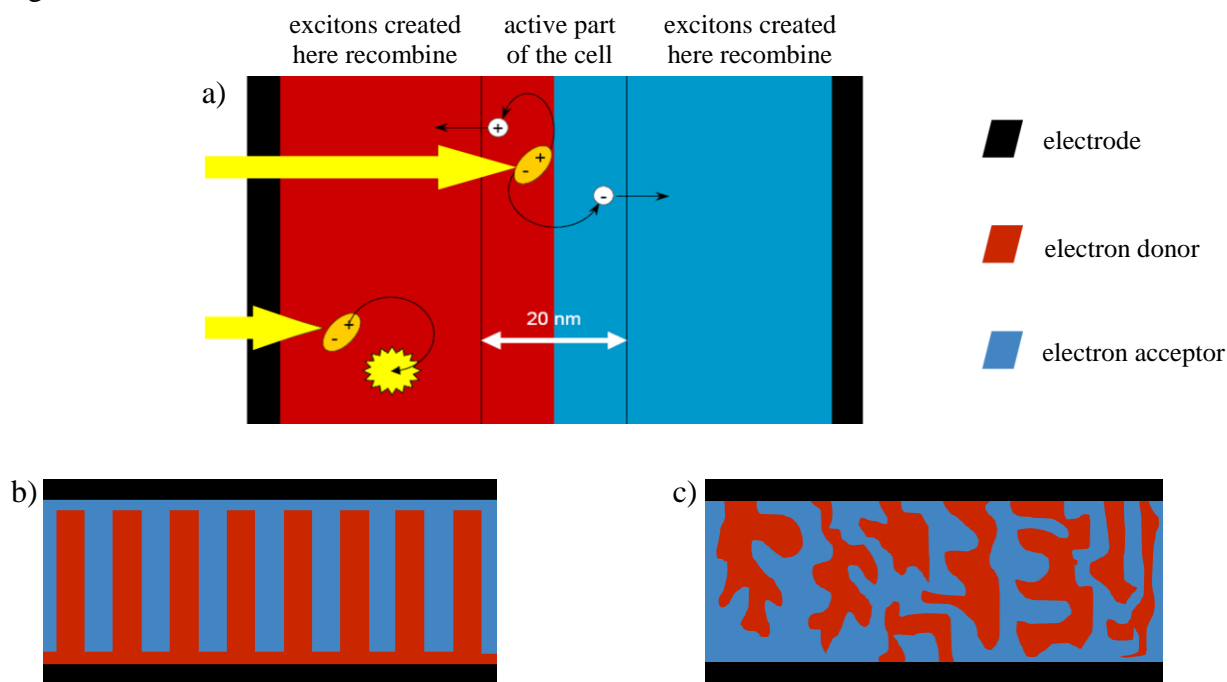 excitons created
here recombine
active part
of the cell
excitons created
here recombine
a)
+
+
-
-
20 nm
+
-
electrode
electron donor
electron acceptor
b)
c)